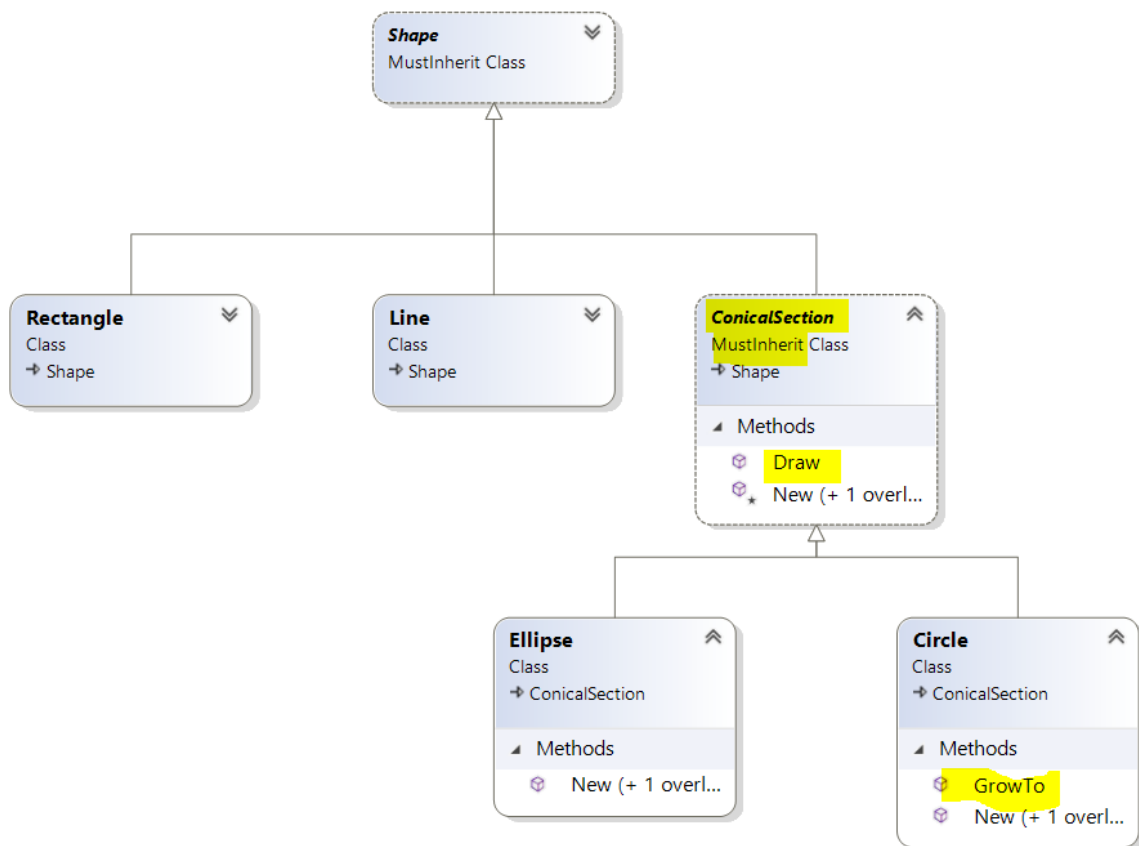 Shape
MustInherit Class
Rectangle
Class
Shape
Line
Class
Shape
ConicalSection
MustInherit Class
Shape
Methods
Draw
New (+ 1 overl...
Ellipse
Class
ConicalSection
Methods
New (+ 1 overl...
Circle
Class
ConicalSection
Methods
GrowTo
New (+ 1 overl...